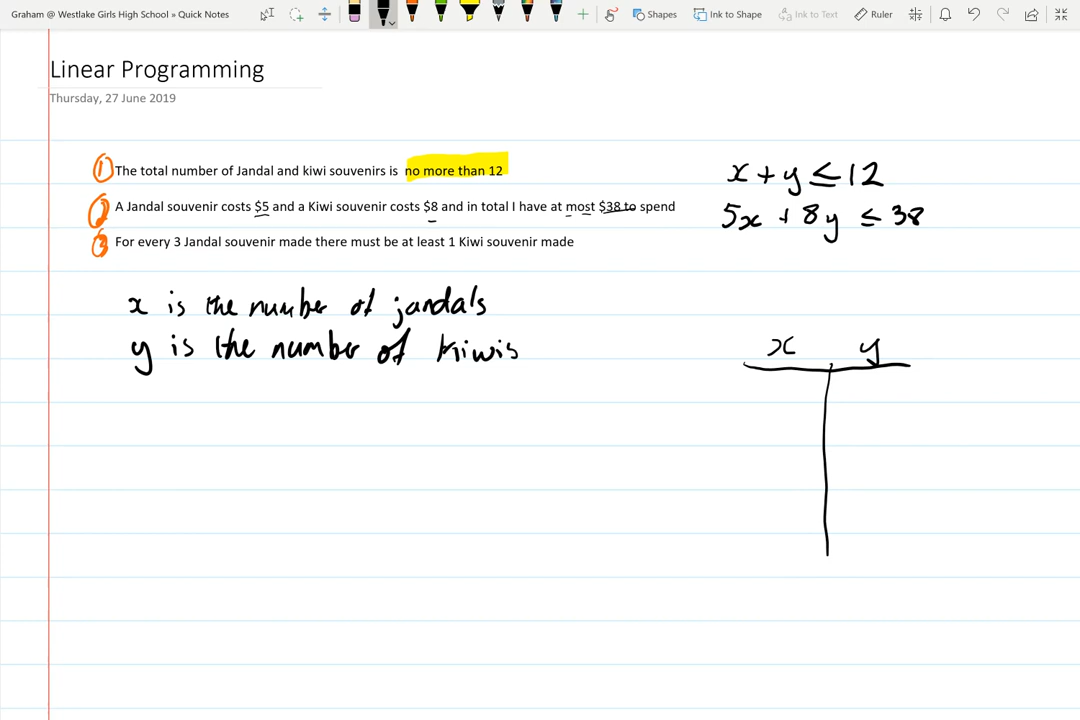 Graham @ Westlake Girls High School » Quick Notes
Shapes
Ink to Shape
Ink to Text
Ruler
Linear Programming
Thursday, 27 June 2019
① The total number of Jandal and kiwi souvenirs is no more than 12
② A Jandal souvenir costs $5 and a Kiwi souvenir costs $8 and in total I have at most $38 to spend
③ For every 3 Jandal souvenir made there must be at least 1 Kiwi souvenir made
x + y ≤ 12
5x + 8y ≤ 38
x is the number of jandals
y is the number of kiwis
x y